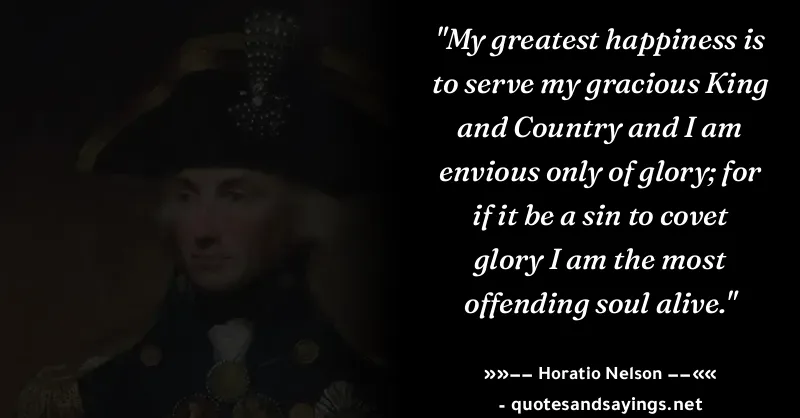 "My greatest happiness is
to serve my gracious King
and Country and I am
envious only of glory; for
if it be a sin to covet
glory I am the most
offending soul alive."
»»–– Horatio Nelson ––««
- quotesandsayings.net